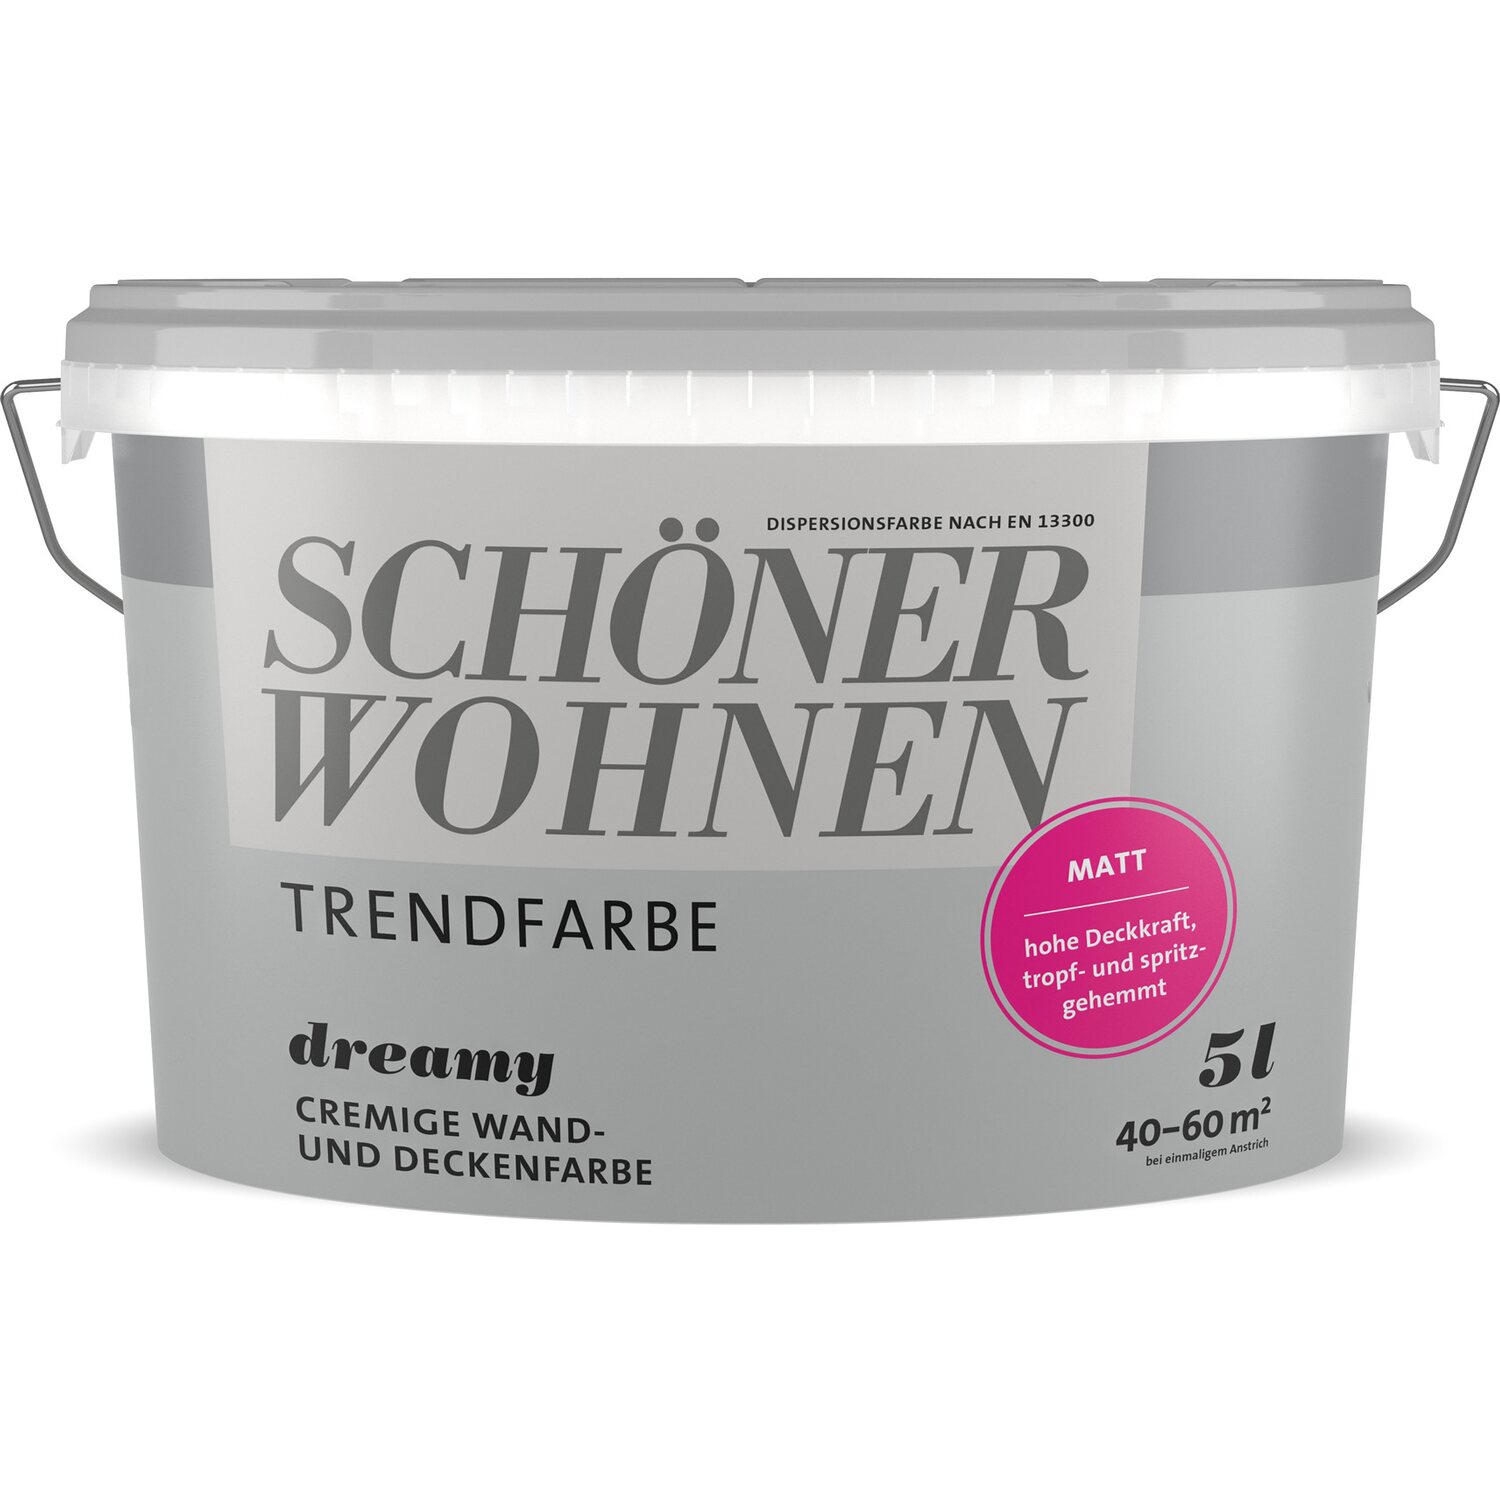 DISPERSIONSFARBE NACH EN 13300
SCHÖNER
WOHNEN
TRENDFARBE
MATT
hohe Deckkraft,
tropf- und spritz-
gehemmt
dreamy
CREMIGE WAND-
UND DECKENFARBE
5l
40–60 m²
bei einmaligem Anstrich